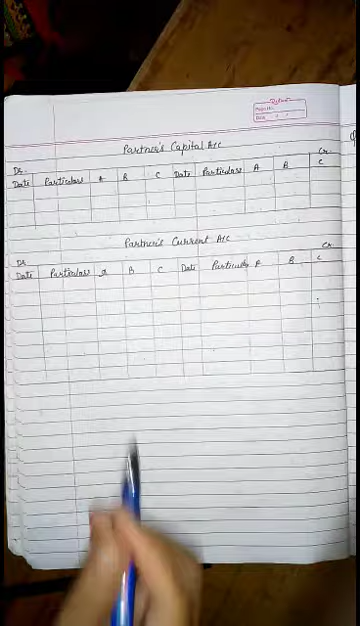 Partner's Capital A/c
Dr. Cr.
Date Particulars A B C Date Particulars A B C
Partner's Current A/c
Dr. Cr.
Date Particulars a B C Date Particulars A B C